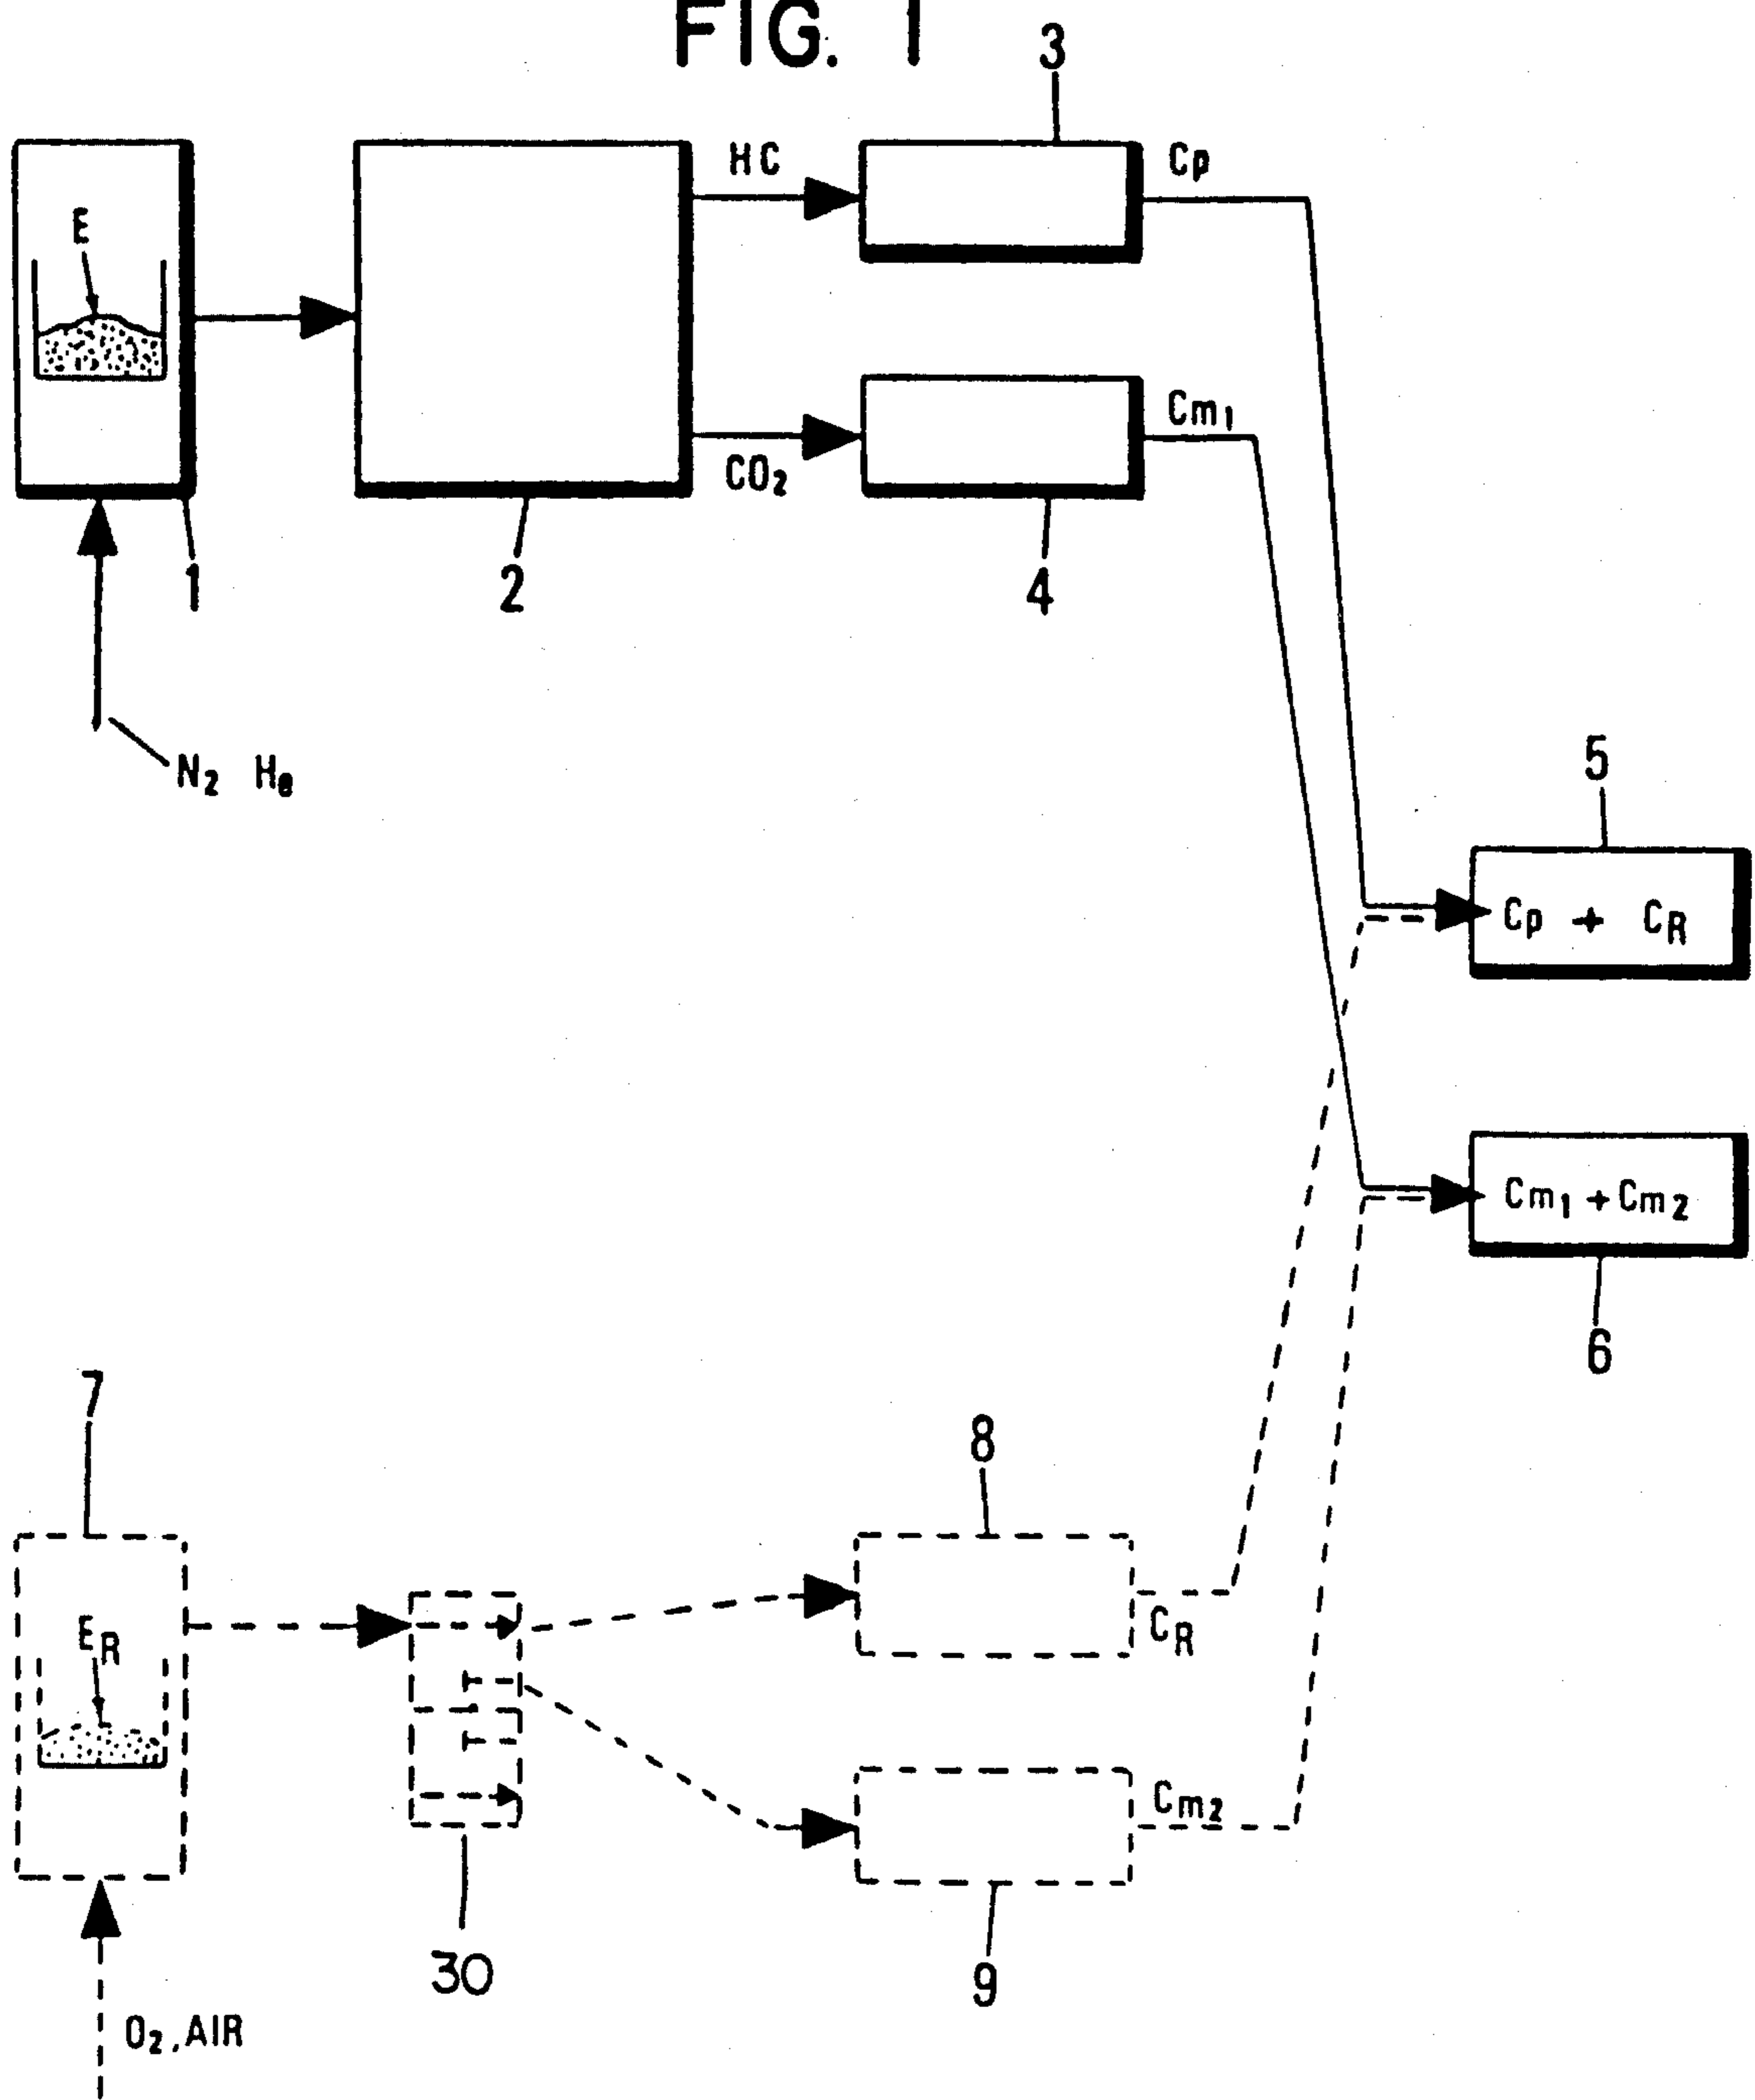 FIG. 1
3
HC
Cp
E
Cm1
CO2
1
2
4
N2 He
5
Cp + CR
Cm1 + Cm2
6
7
8
ER
CR
Cm2
30
9
O2, AIR